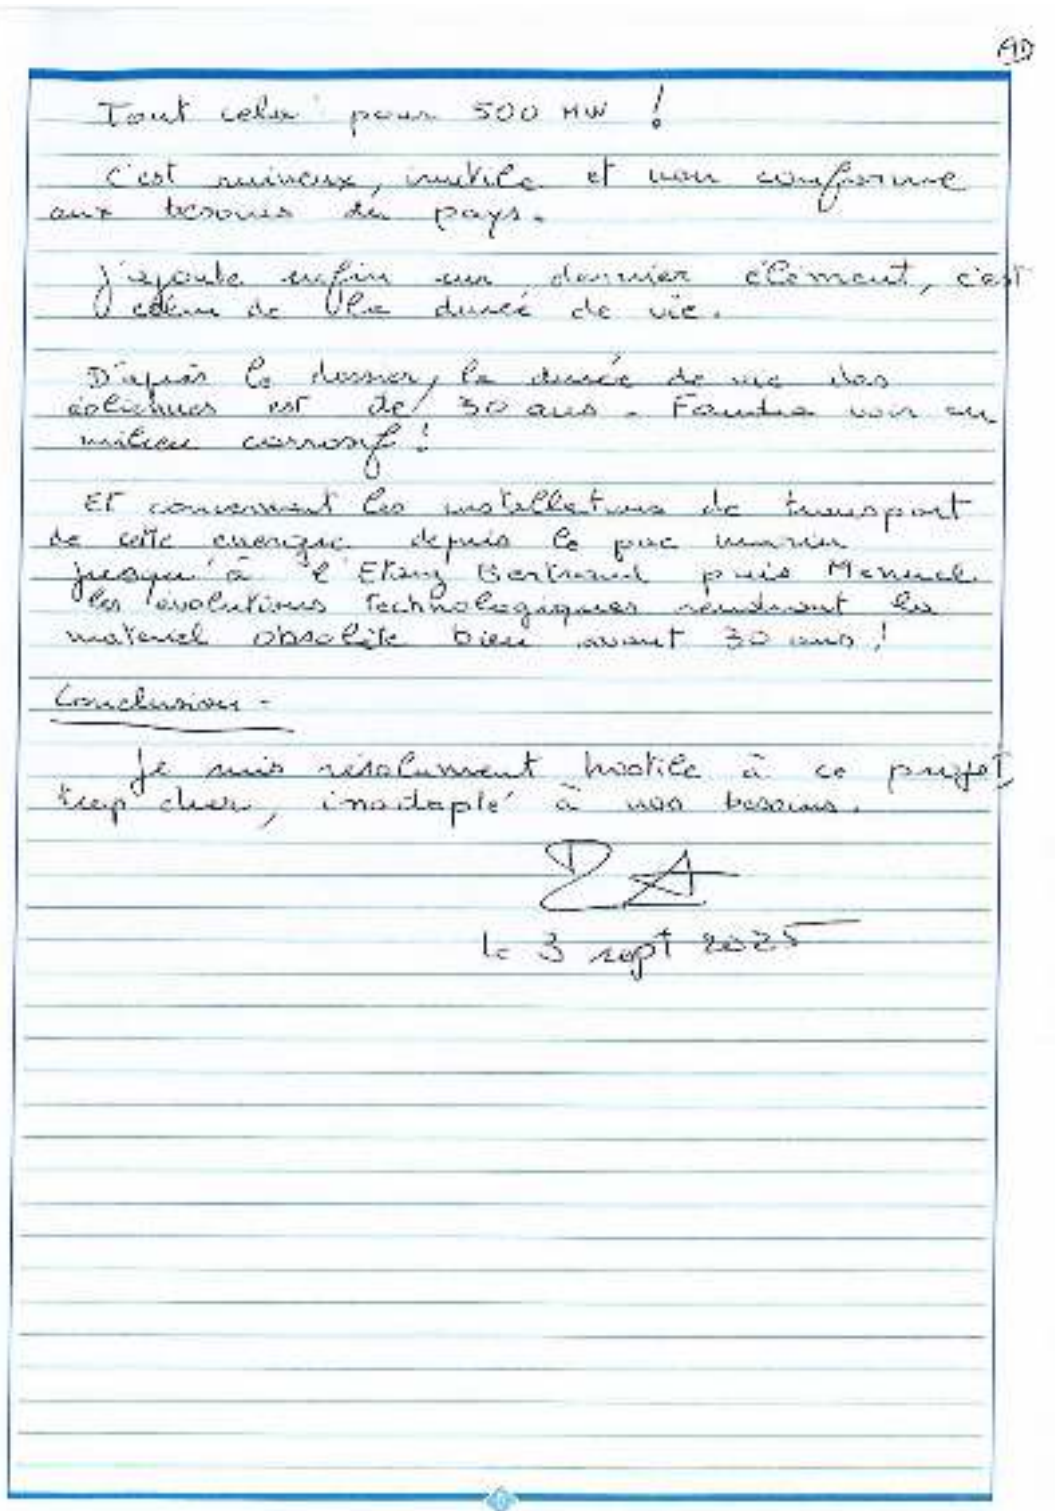 AD
Tout cela pour 500 MW !
C'est ruineux, inutile et non conforme
aux besoins du pays.
J'ajoute enfin un dernier élément, c'est
celui de la durée de vie.
D'après le dossier, la durée de vie des
éoliennes est de 30 ans. Faudra voir en
milieu corrosif !
Et concernant les installations de transport
de cette énergie depuis le parc marin
jusqu'à l'Etang Bertrand puis Menuel
les évolutions technologiques rendront les
matériel obsolète bien avant 30 ans !
Conclusion -
Je suis résolument hostile à ce projet,
trop cher, inadapté à nos besoins.
le 3 sept 2025